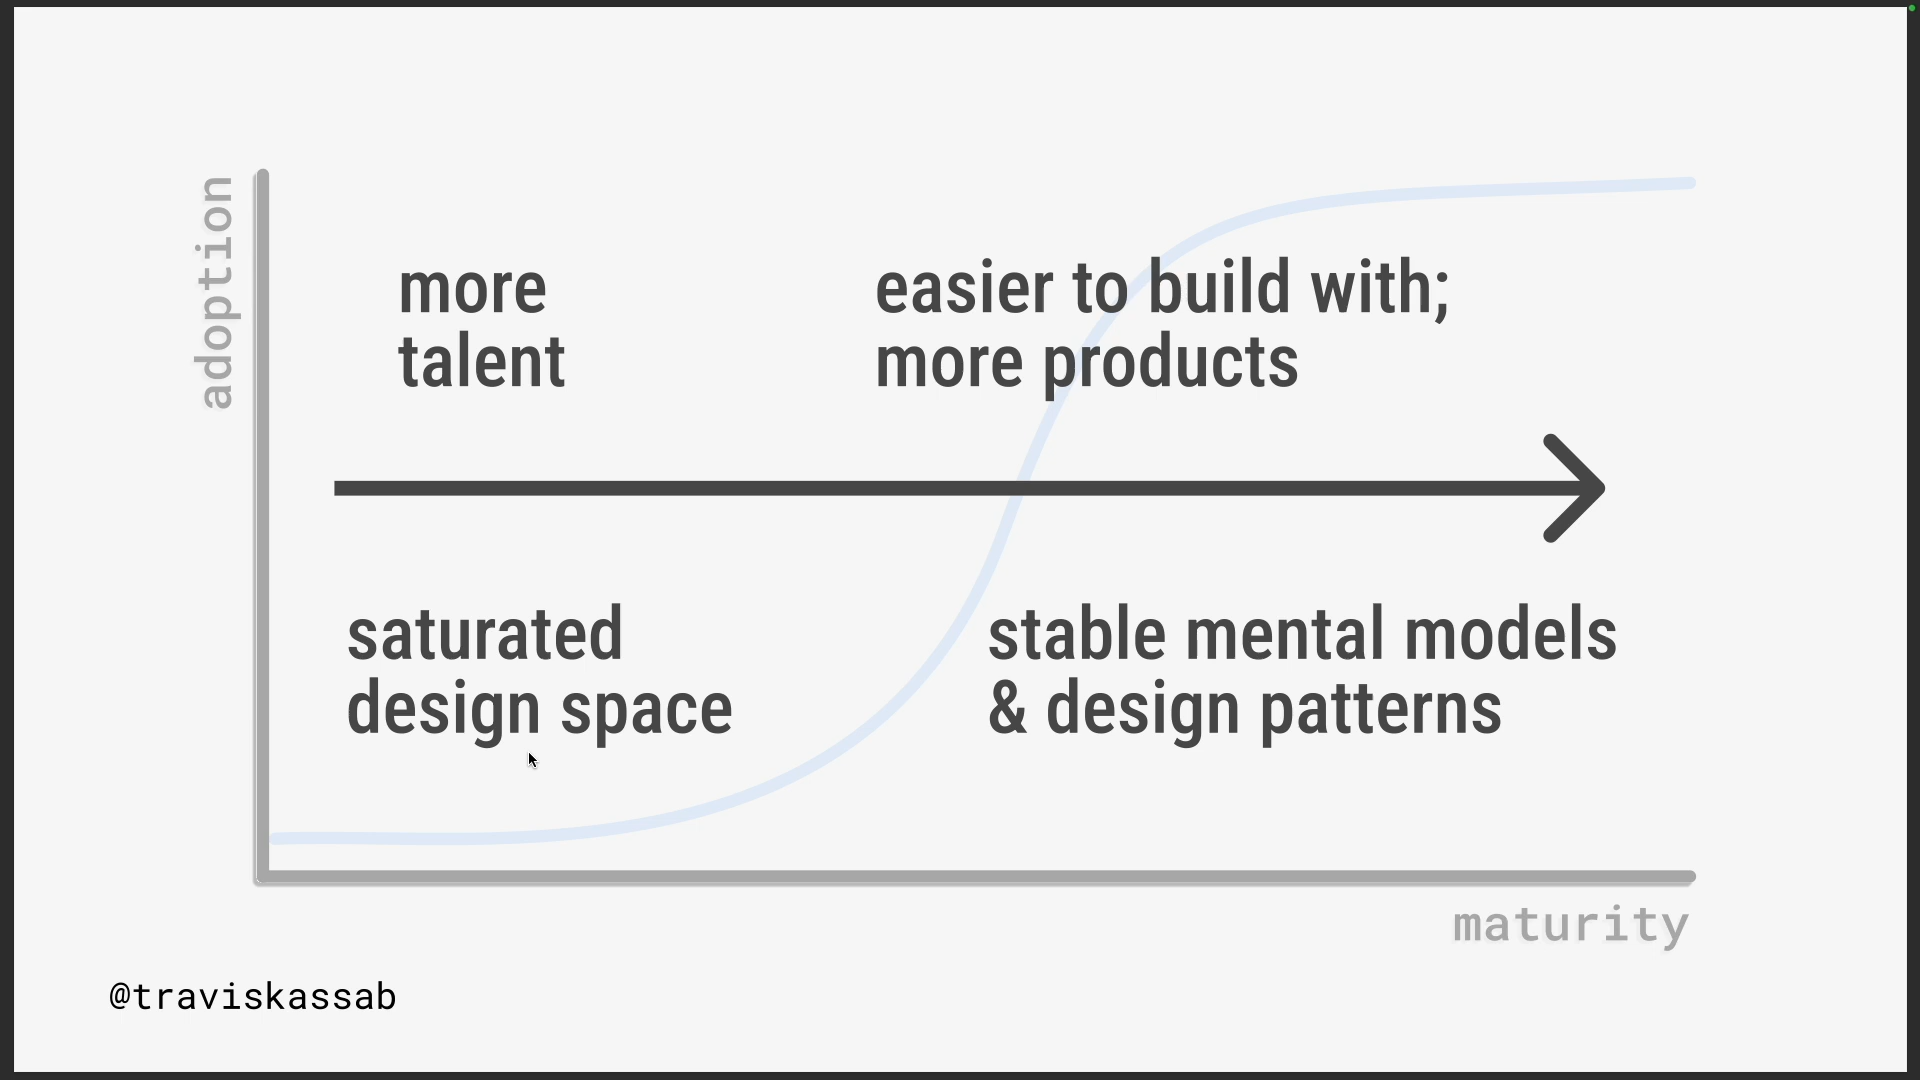 adoption
more
talent
easier to build with;
more products
saturated
design space
stable mental models
& design patterns
maturity
@traviskassab